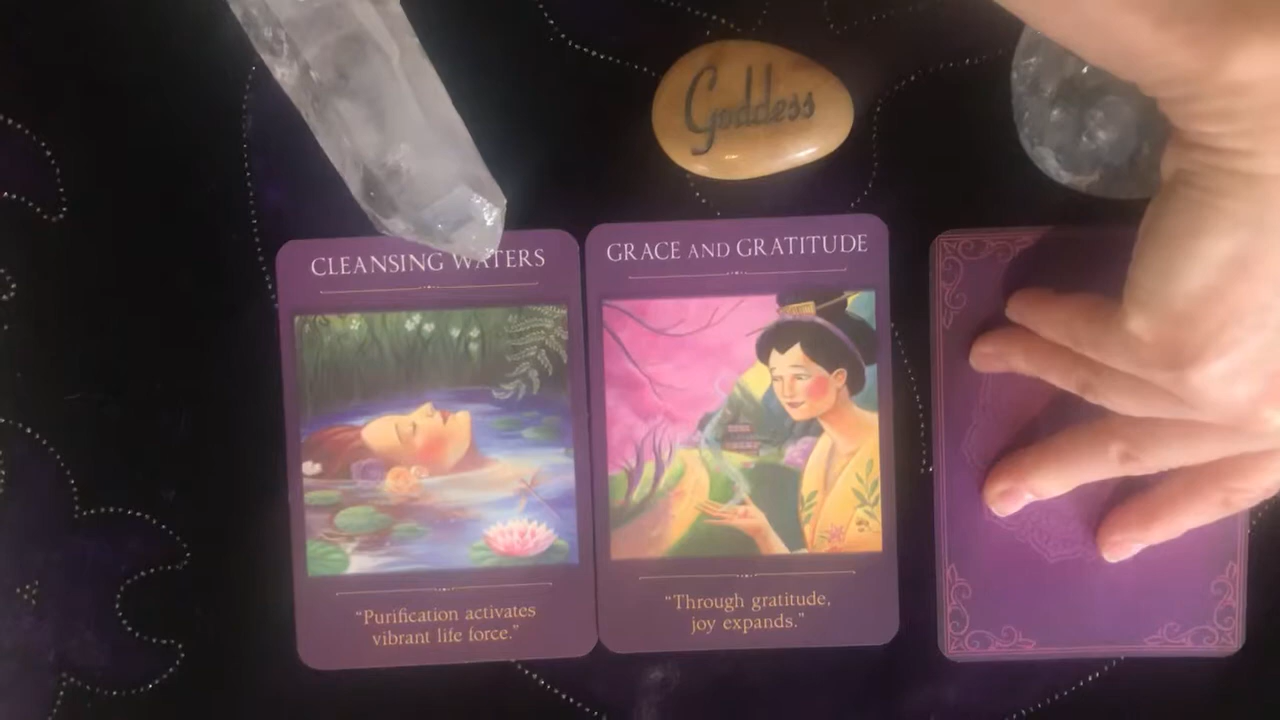 Goddess
CLEANSING WATERS
GRACE AND GRATITUDE
"Purification activates
vibrant life force."
"Through gratitude,
joy expands."